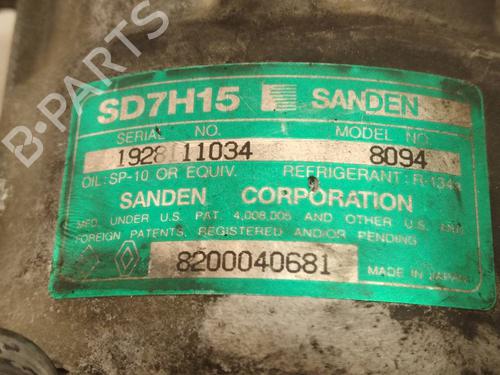 SD7H15 SANDEN
SERIAL NO. MODEL NO.
1928 11034 8094
OIL: SP-10 OR EQUIV. REFRIGERANT: R-134a
SANDEN CORPORATION
MFD. UNDER U.S. PAT. 4,008,005 AND OTHER U.S. AND
FOREIGN PATENTS, REGISTERED AND/OR PENDING
8200040681 MADE IN JAPAN